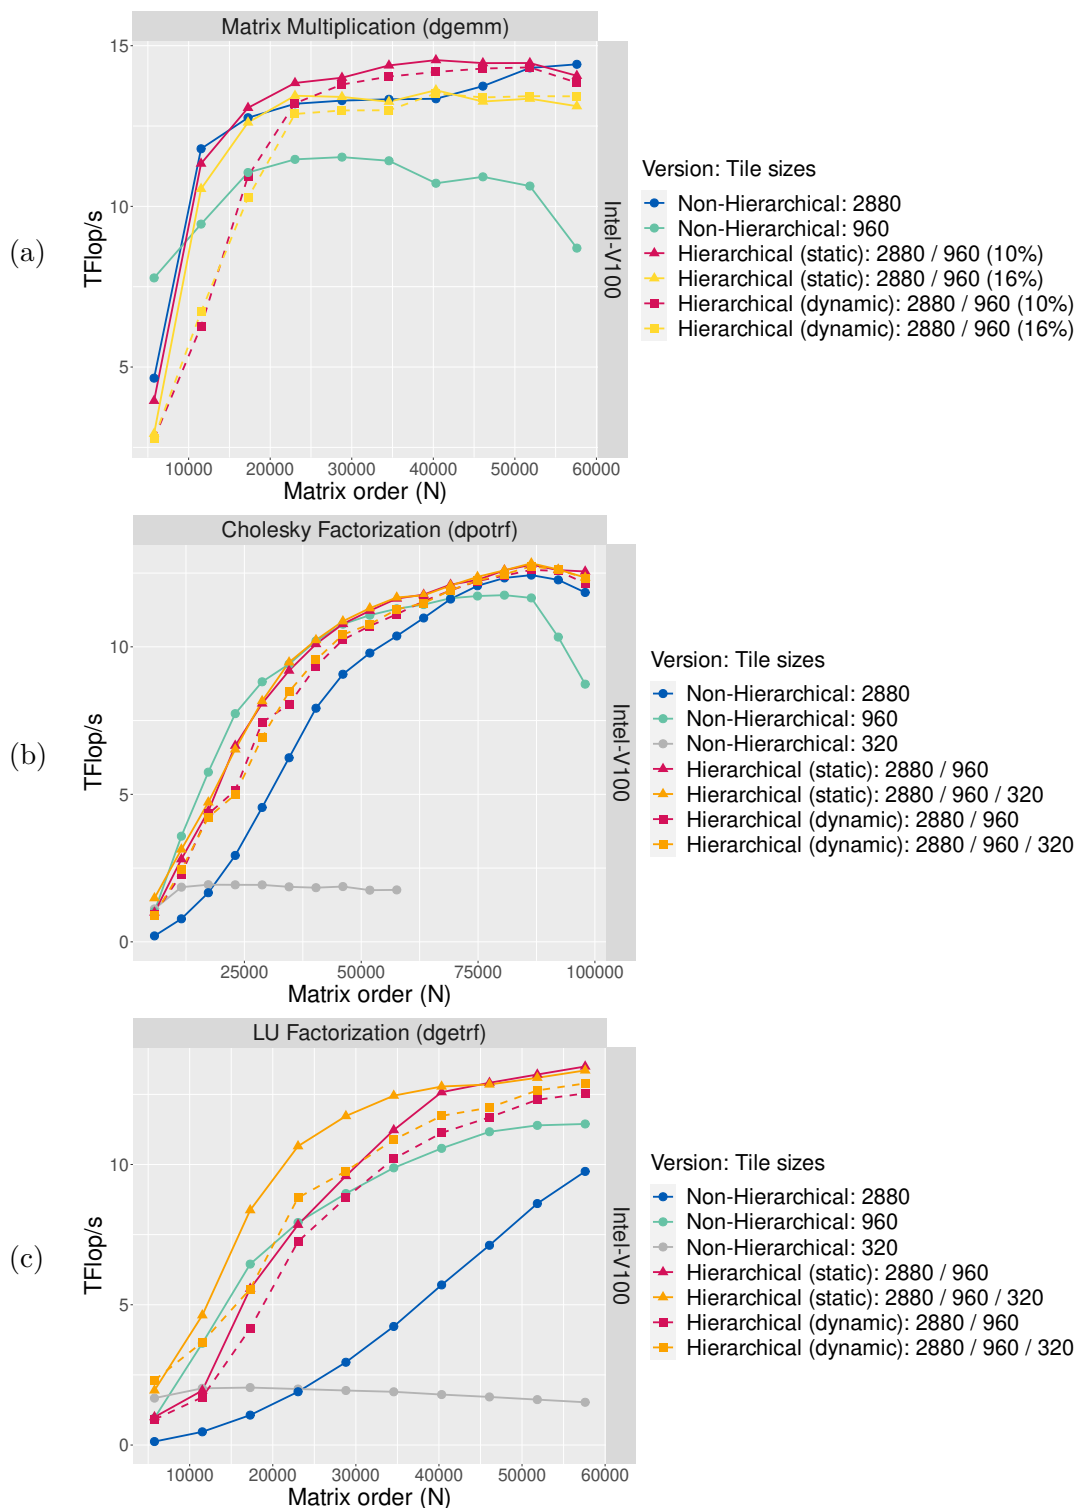 Matrix Multiplication (dgemm)
15
10
5
TFlop/s
(a)
10000 20000 30000 40000 50000 60000
Matrix order (N)
Intel-V100
Version: Tile sizes
Non-Hierarchical: 2880
Non-Hierarchical: 960
Hierarchical (static): 2880 / 960 (10%)
Hierarchical (static): 2880 / 960 (16%)
Hierarchical (dynamic): 2880 / 960 (10%)
Hierarchical (dynamic): 2880 / 960 (16%)
Cholesky Factorization (dpotrf)
10
5
0
TFlop/s
(b)
25000 50000 75000 100000
Matrix order (N)
Intel-V100
Version: Tile sizes
Non-Hierarchical: 2880
Non-Hierarchical: 960
Non-Hierarchical: 320
Hierarchical (static): 2880 / 960
Hierarchical (static): 2880 / 960 / 320
Hierarchical (dynamic): 2880 / 960
Hierarchical (dynamic): 2880 / 960 / 320
LU Factorization (dgetrf)
10
5
0
TFlop/s
(c)
10000 20000 30000 40000 50000 60000
Matrix order (N)
Intel-V100
Version: Tile sizes
Non-Hierarchical: 2880
Non-Hierarchical: 960
Non-Hierarchical: 320
Hierarchical (static): 2880 / 960
Hierarchical (static): 2880 / 960 / 320
Hierarchical (dynamic): 2880 / 960
Hierarchical (dynamic): 2880 / 960 / 320